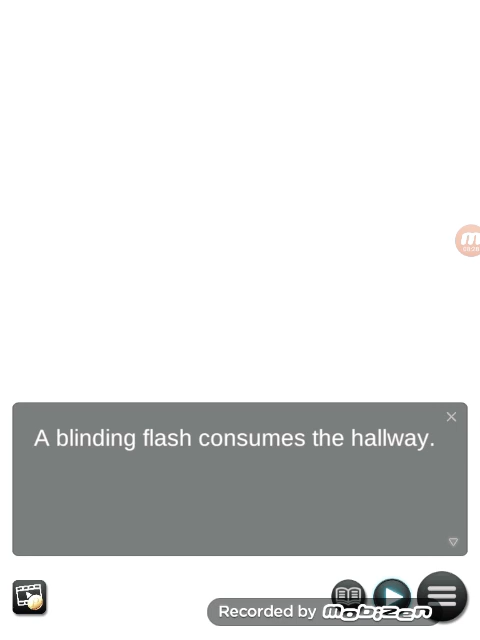 A blinding flash consumes the hallway.
Recorded by mobizen